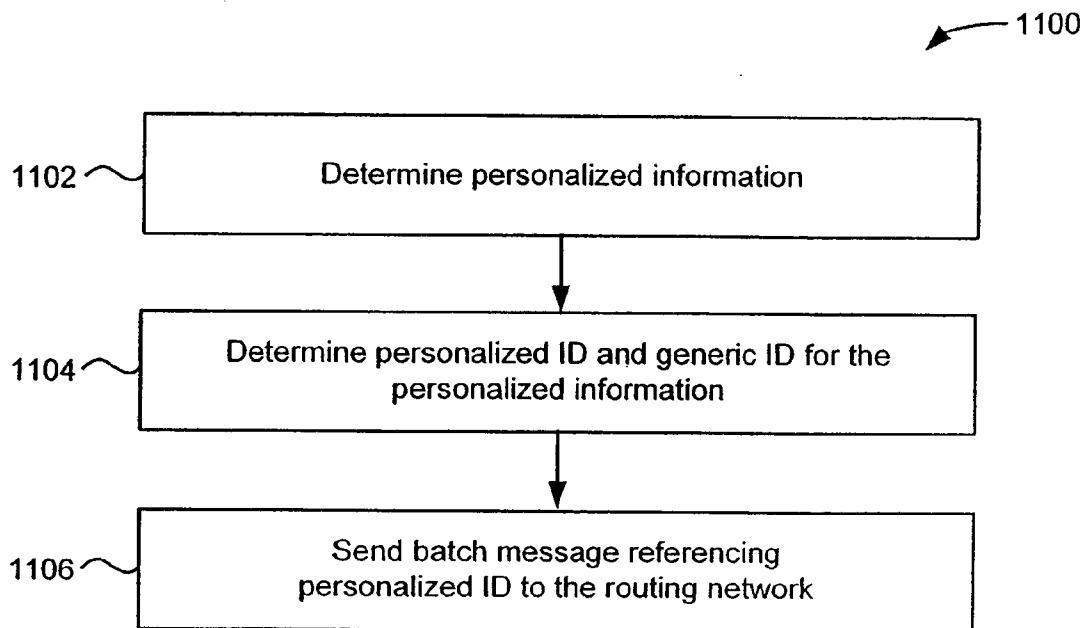 1100
1102
Determine personalized information
1104
Determine personalized ID and generic ID for the
personalized information
1106
Send batch message referencing
personalized ID to the routing network